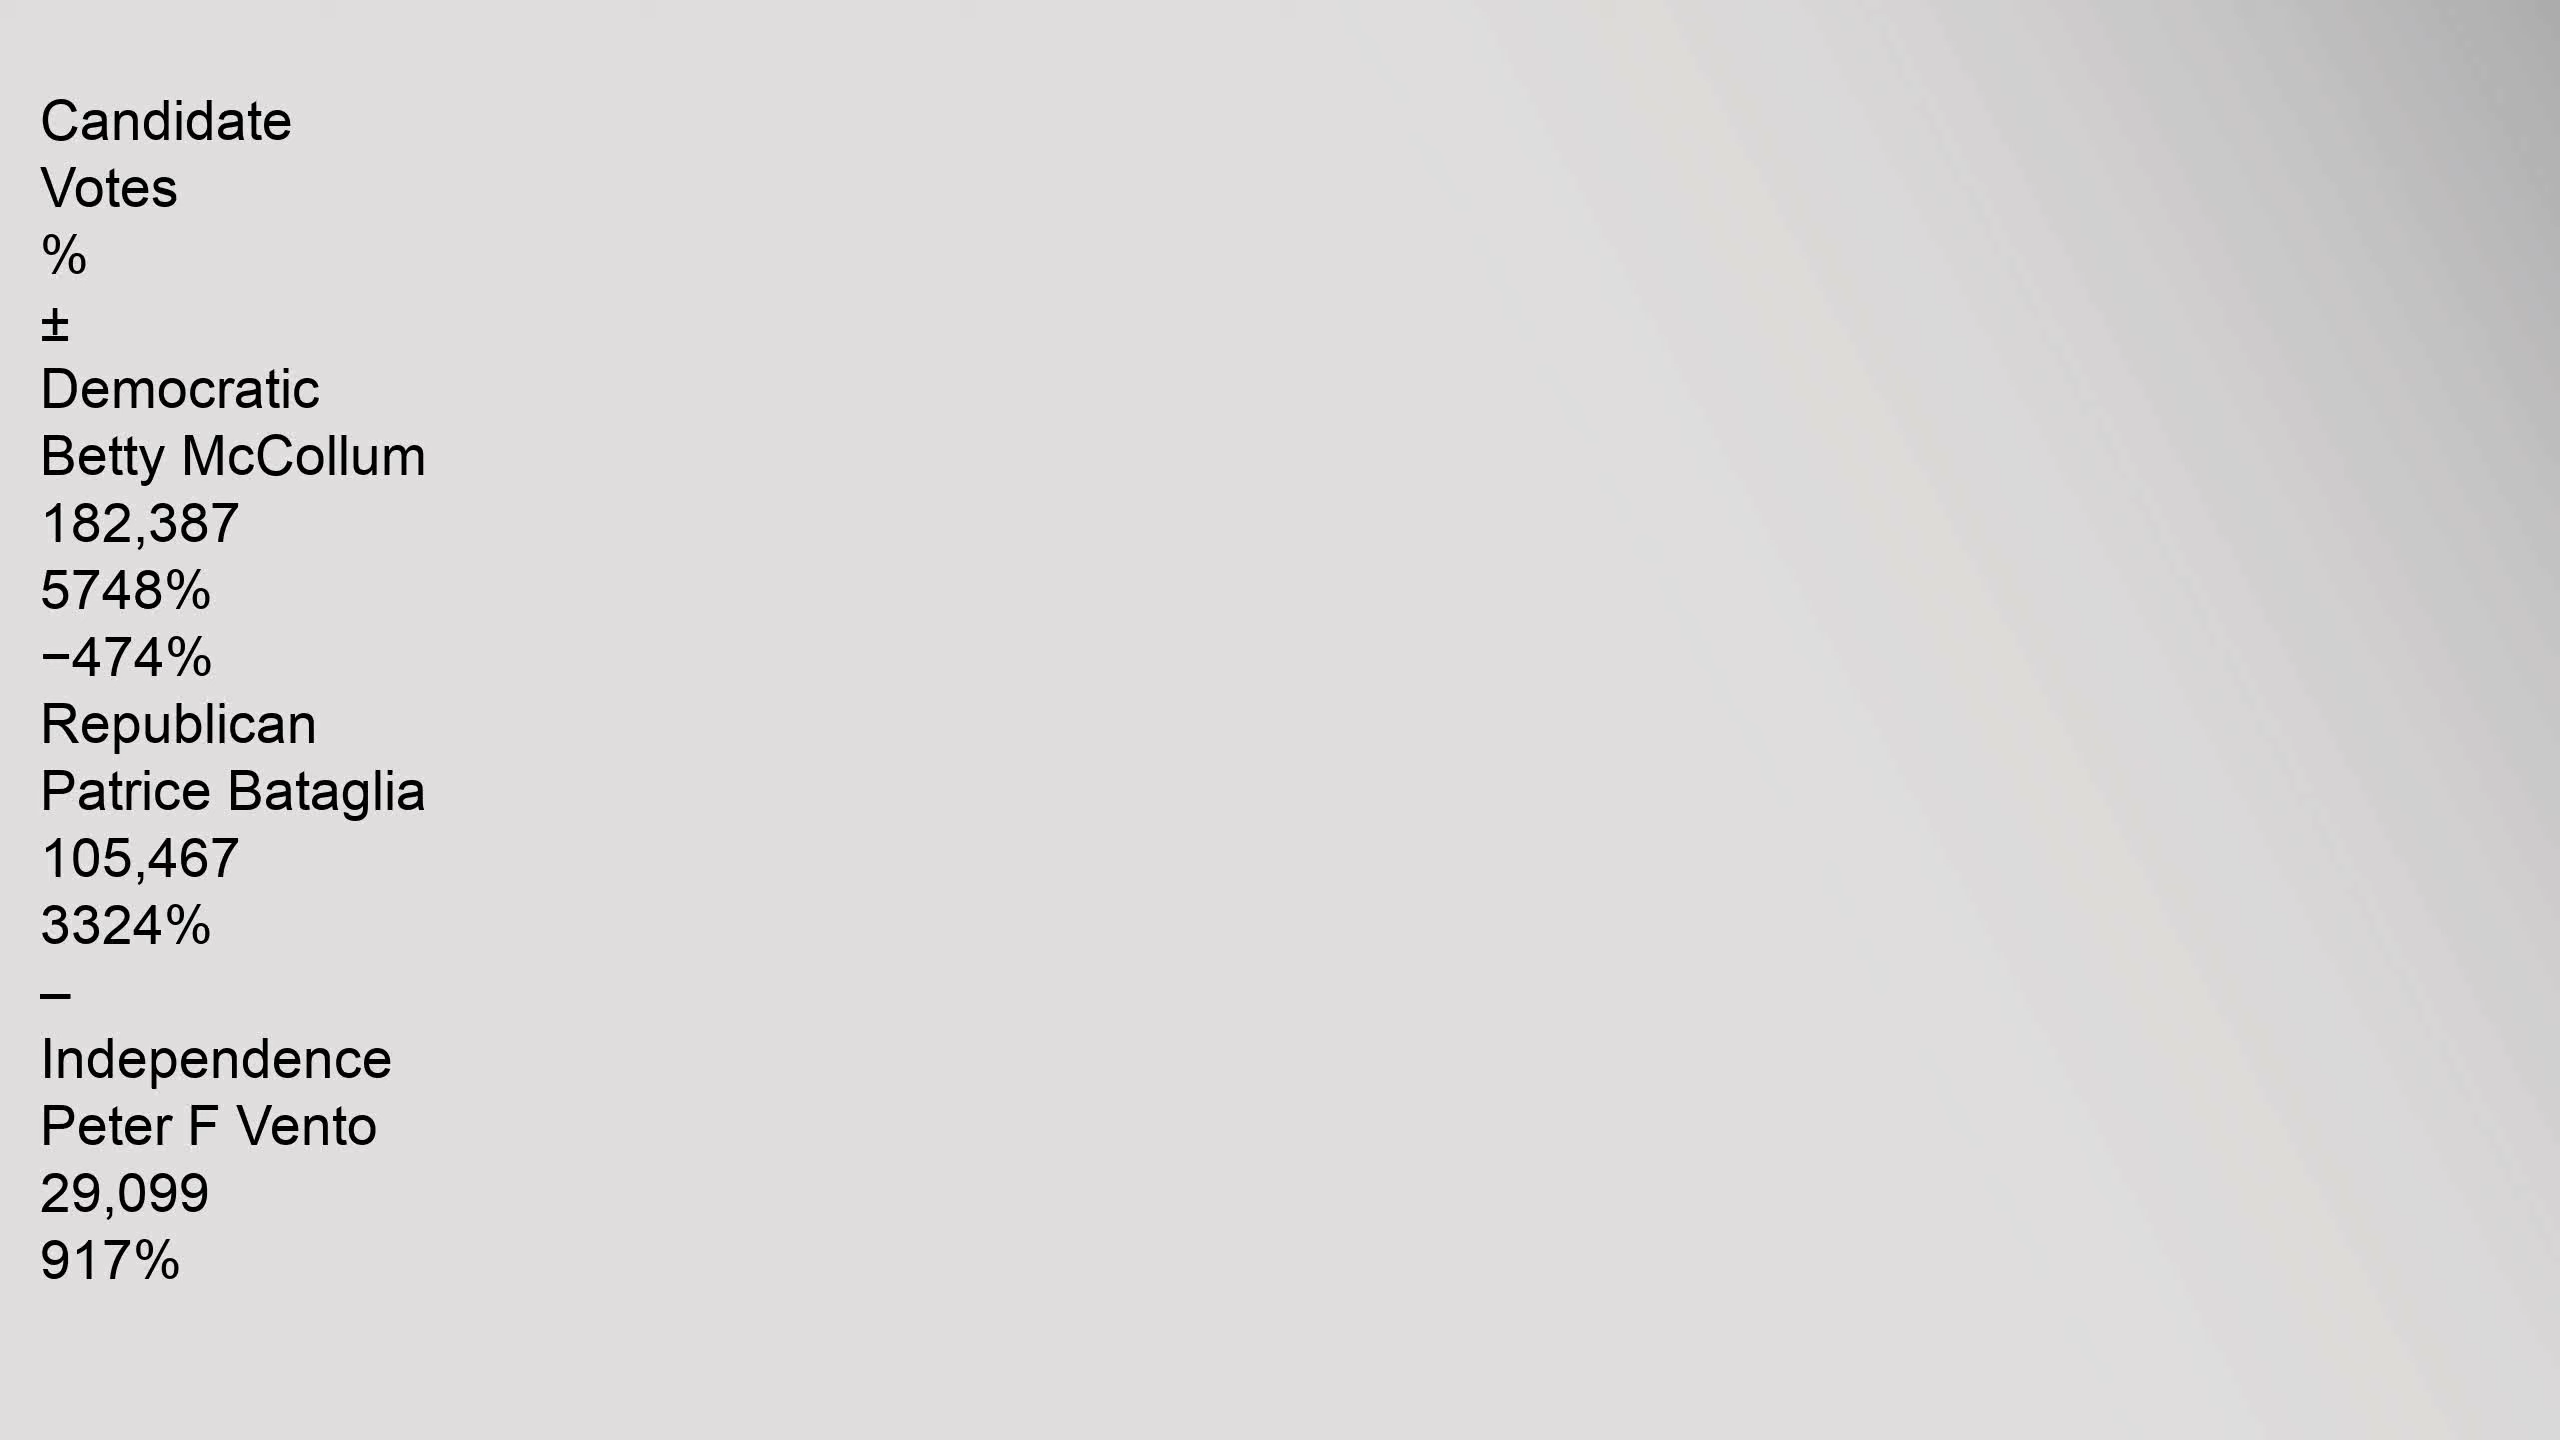 Candidate
Votes
%
±
Democratic
Betty McCollum
182,387
5748%
−474%
Republican
Patrice Bataglia
105,467
3324%
–
Independence
Peter F Vento
29,099
917%